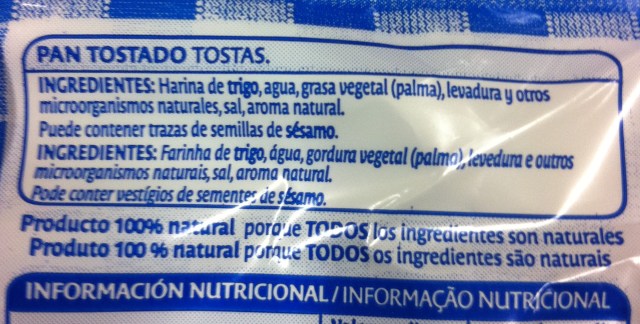 PAN TOSTADO TOSTAS.
INGREDIENTES: Harina de trigo, agua, grasa vegetal (palma), levadura y otros
microorganismos naturales, sal, aroma natural.
Puede contener trazas de semillas de sésamo.
INGREDIENTES: Farinha de trigo, água, gordura vegetal (palma), levedura e outros
microorganismos naturais, sal, aroma natural.
Pode conter vestígios de sementes de sésamo.
Producto 100% natural porque TODOS los ingredientes son naturales
Produto 100 % natural porque TODOS os ingredientes são naturais
INFORMACIÓN NUTRICIONAL / INFORMAÇÃO NUTRICIONAL